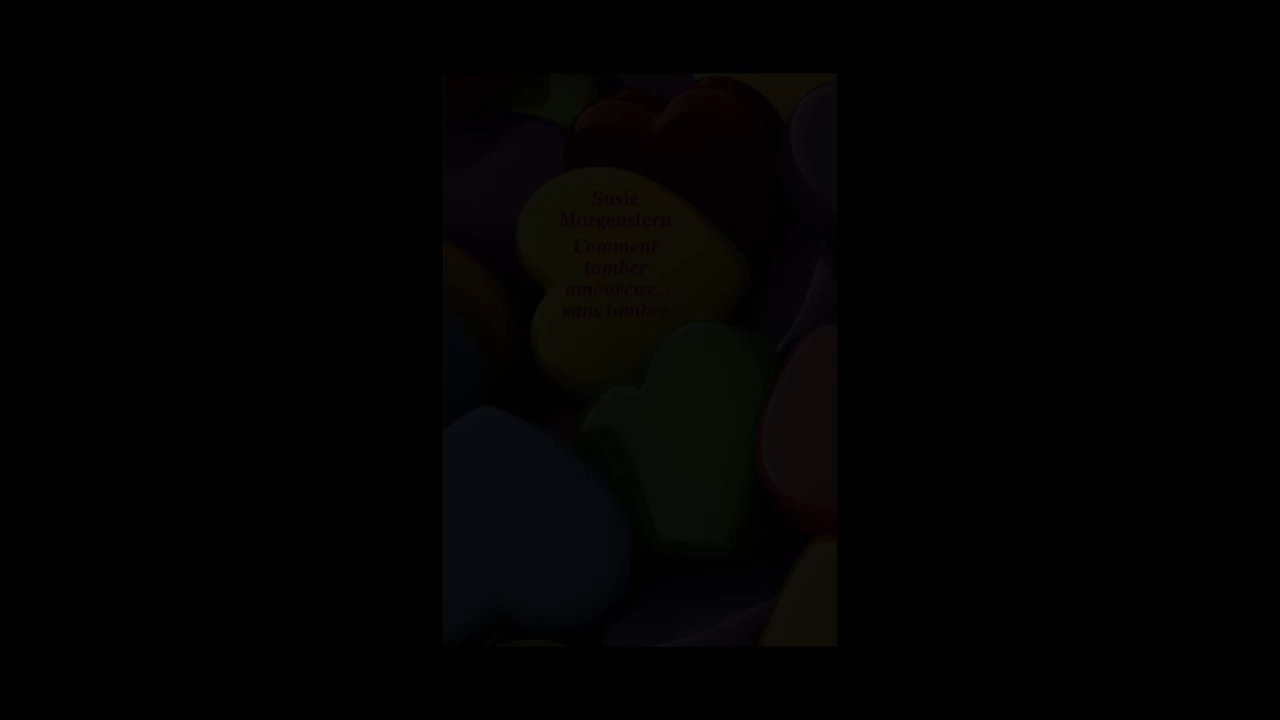 Susie
Morgenstern
Comment
tomber
amoureux...
sans tomber